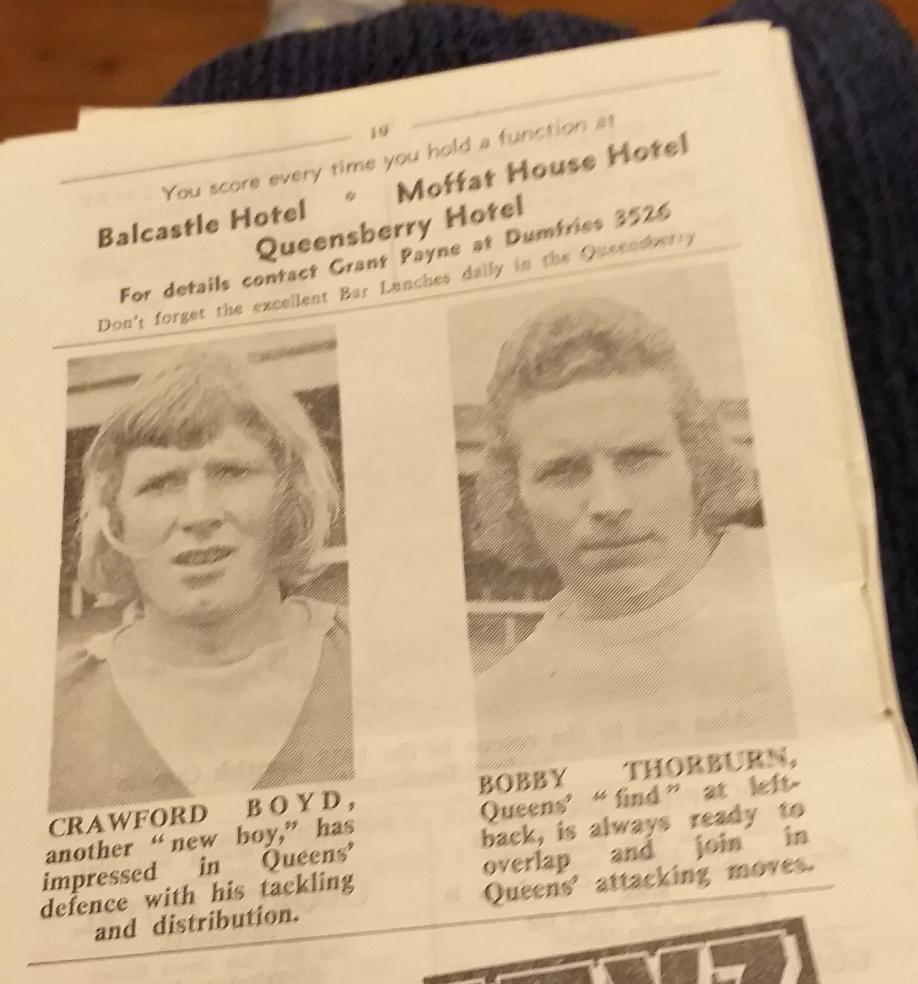 10
You score every time you hold a function at
Balcastle Hotel * Moffat House Hotel
Queensberry Hotel
For details contact Grant Payne at Dumfries 3526
Don't forget the excellent Bar Lunches daily in the Queensberry
CRAWFORD BOYD,
another "new boy," has
impressed in Queens'
defence with his tackling
and distribution.
BOBBY THORBURN,
Queens' "find" at left-
back, is always ready to
overlap and join in
Queens' attacking moves.